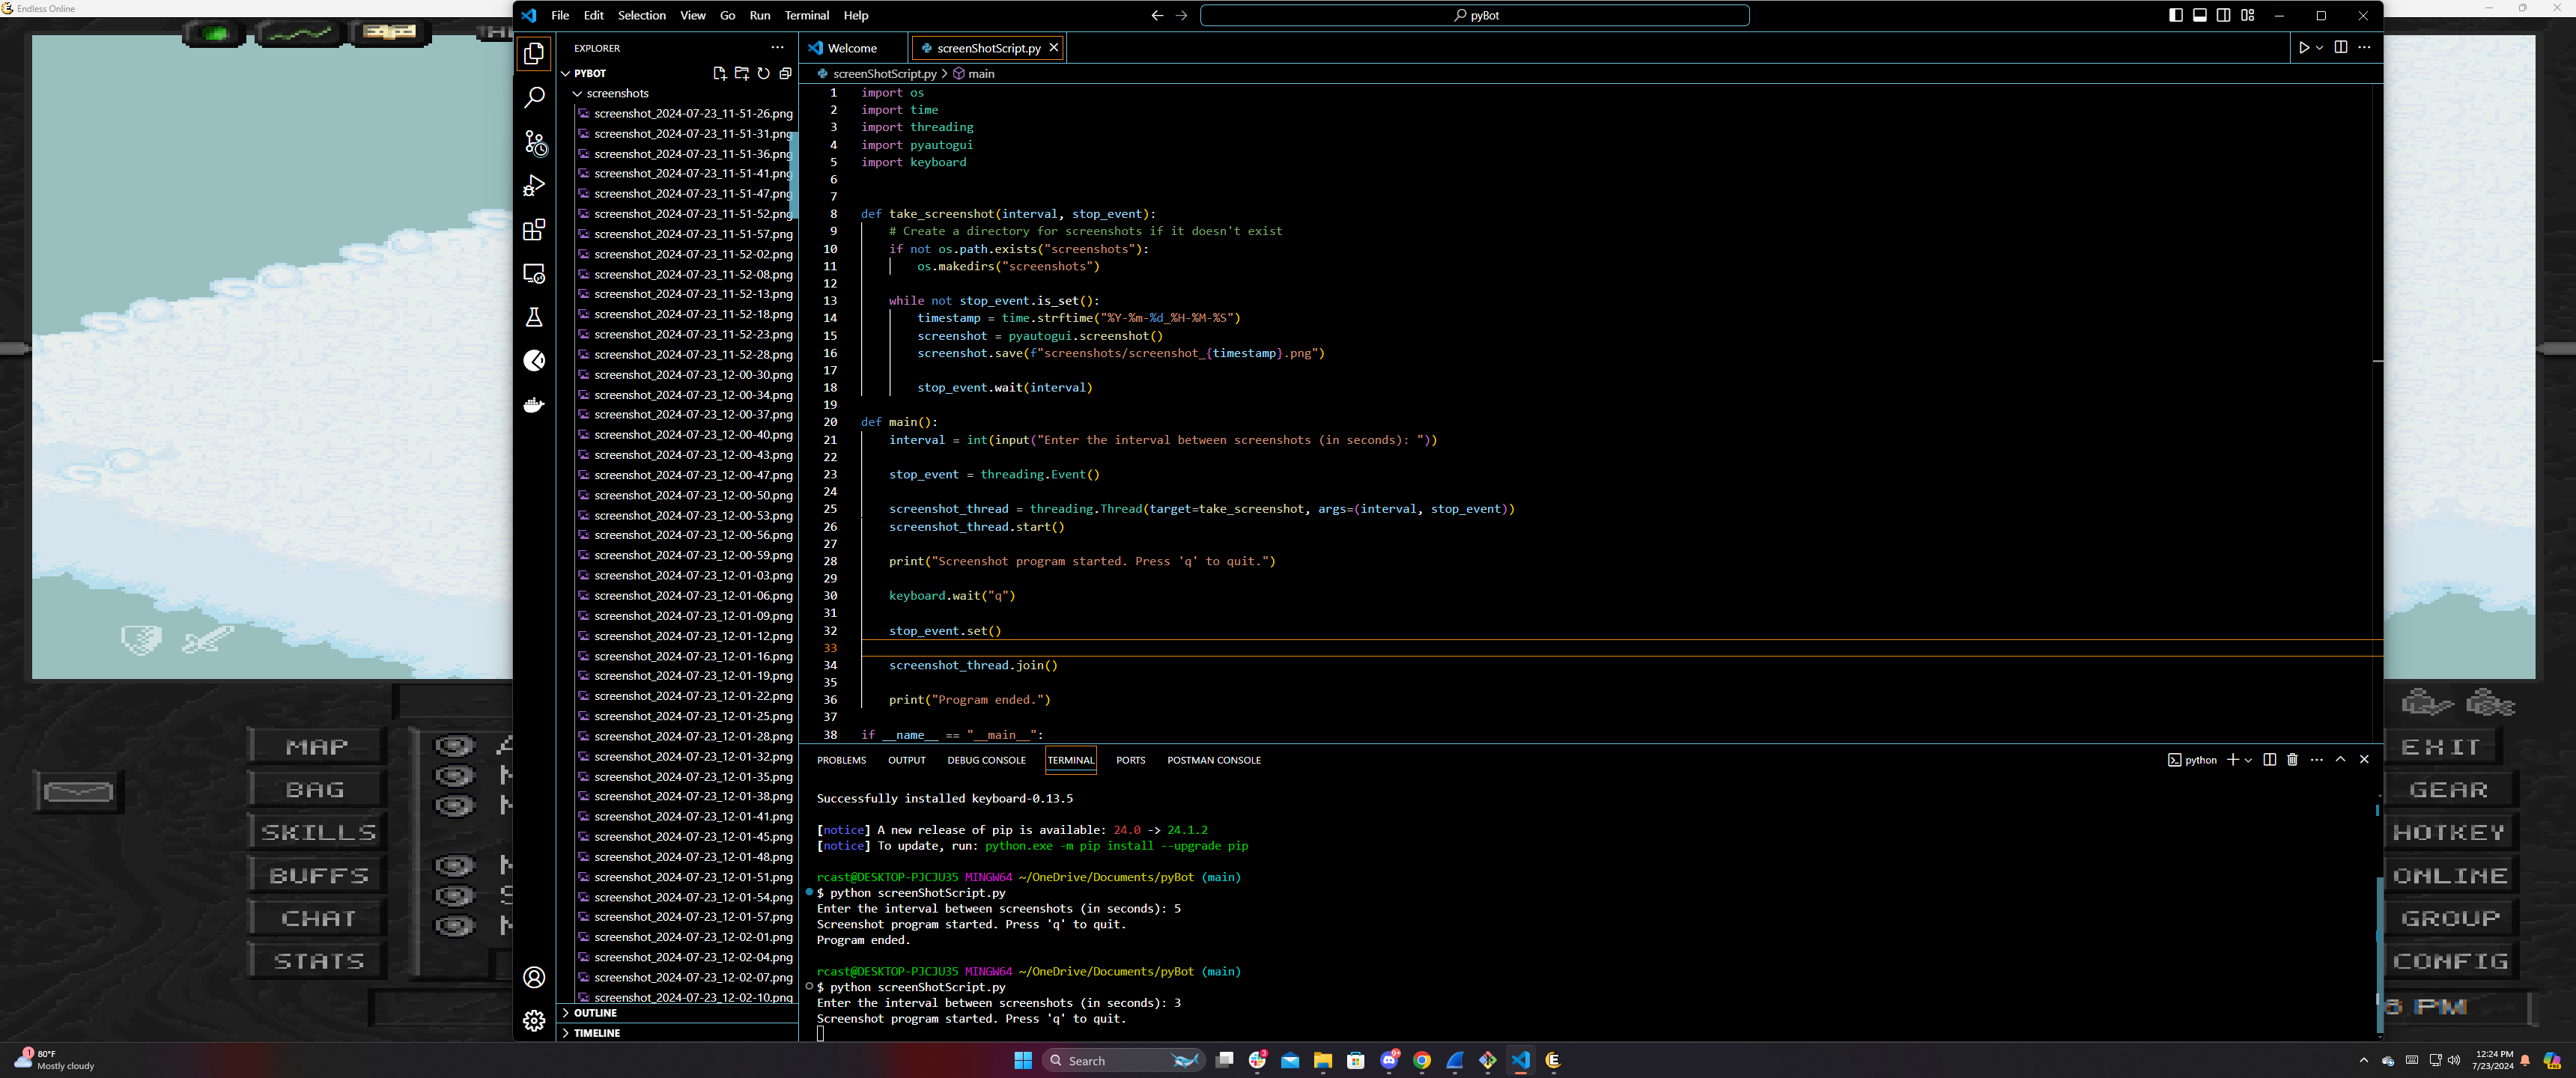 Endless Online
File Edit Selection View Go Run Terminal Help
pyBot
EXPLORER
PYBOT
screenshots
screenshot_2024-07-23_11-51-26.png
screenshot_2024-07-23_11-51-31.png
screenshot_2024-07-23_11-51-36.png
screenshot_2024-07-23_11-51-41.png
screenshot_2024-07-23_11-51-47.png
screenshot_2024-07-23_11-51-52.png
screenshot_2024-07-23_11-51-57.png
screenshot_2024-07-23_11-52-02.png
screenshot_2024-07-23_11-52-08.png
screenshot_2024-07-23_11-52-13.png
screenshot_2024-07-23_11-52-18.png
screenshot_2024-07-23_11-52-23.png
screenshot_2024-07-23_11-52-28.png
screenshot_2024-07-23_12-00-30.png
screenshot_2024-07-23_12-00-34.png
screenshot_2024-07-23_12-00-37.png
screenshot_2024-07-23_12-00-40.png
screenshot_2024-07-23_12-00-43.png
screenshot_2024-07-23_12-00-47.png
screenshot_2024-07-23_12-00-50.png
screenshot_2024-07-23_12-00-53.png
screenshot_2024-07-23_12-00-56.png
screenshot_2024-07-23_12-00-59.png
screenshot_2024-07-23_12-01-03.png
screenshot_2024-07-23_12-01-06.png
screenshot_2024-07-23_12-01-09.png
screenshot_2024-07-23_12-01-12.png
screenshot_2024-07-23_12-01-16.png
screenshot_2024-07-23_12-01-19.png
screenshot_2024-07-23_12-01-22.png
screenshot_2024-07-23_12-01-25.png
screenshot_2024-07-23_12-01-28.png
screenshot_2024-07-23_12-01-32.png
screenshot_2024-07-23_12-01-35.png
screenshot_2024-07-23_12-01-38.png
screenshot_2024-07-23_12-01-41.png
screenshot_2024-07-23_12-01-45.png
screenshot_2024-07-23_12-01-48.png
screenshot_2024-07-23_12-01-51.png
screenshot_2024-07-23_12-01-54.png
screenshot_2024-07-23_12-01-57.png
screenshot_2024-07-23_12-02-01.png
screenshot_2024-07-23_12-02-04.png
screenshot_2024-07-23_12-02-07.png
screenshot_2024-07-23_12-02-10.png
OUTLINE
TIMELINE
Welcome screenShotScript.py
screenShotScript.py > main
1 import os
2 import time
3 import threading
4 import pyautogui
5 import keyboard
6
7
8 def take_screenshot(interval, stop_event):
9 # Create a directory for screenshots if it doesn't exist
10 if not os.path.exists("screenshots"):
11 os.makedirs("screenshots")
12
13 while not stop_event.is_set():
14 timestamp = time.strftime("%Y-%m-%d_%H-%M-%S")
15 screenshot = pyautogui.screenshot()
16 screenshot.save(f"screenshots/screenshot_{timestamp}.png")
17
18 stop_event.wait(interval)
19
20 def main():
21 interval = int(input("Enter the interval between screenshots (in seconds): "))
22
23 stop_event = threading.Event()
24
25 screenshot_thread = threading.Thread(target=take_screenshot, args=(interval, stop_event))
26 screenshot_thread.start()
27
28 print("Screenshot program started. Press 'q' to quit.")
29
30 keyboard.wait("q")
31
32 stop_event.set()
33
34 screenshot_thread.join()
35
36 print("Program ended.")
37
38 if __name__ == "__main__":
PROBLEMS OUTPUT DEBUG CONSOLE TERMINAL PORTS POSTMAN CONSOLE
python
Successfully installed keyboard-0.13.5
[notice] A new release of pip is available: 24.0 -> 24.1.2
[notice] To update, run: python.exe -m pip install --upgrade pip
rcast@DESKTOP-PJCJU35 MINGW64 ~/OneDrive/Documents/pyBot (main)
$ python screenShotScript.py
Enter the interval between screenshots (in seconds): 5
Screenshot program started. Press 'q' to quit.
Program ended.
rcast@DESKTOP-PJCJU35 MINGW64 ~/OneDrive/Documents/pyBot (main)
$ python screenShotScript.py
Enter the interval between screenshots (in seconds): 3
Screenshot program started. Press 'q' to quit.
MAP
BAG
SKILLS
BUFFS
CHAT
STATS
EXIT
GEAR
HOTKEY
ONLINE
GROUP
CONFIG
PM
1
80°F
Mostly cloudy
Search
3
9+
12:24 PM
7/23/2024